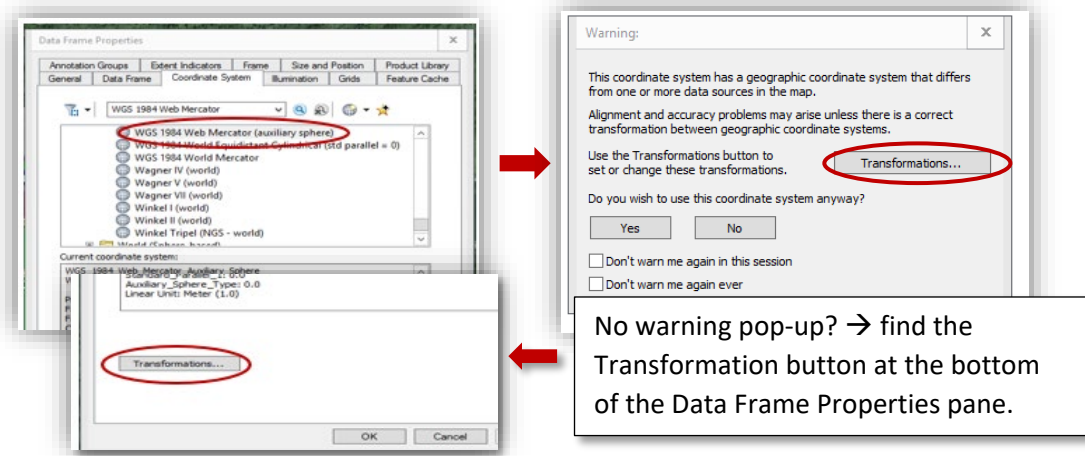 Data Frame Properties
Annotation Groups Extent Indicators Frame Size and Position Product Library
General Data Frame Coordinate System Illumination Grids Feature Cache
WGS 1984 Web Mercator
WGS 1984 Web Mercator (auxiliary sphere)
WGS 1984 World Equidistant Cylindrical (std parallel = 0)
WGS 1984 World Mercator
Wagner IV (world)
Wagner V (world)
Wagner VII (world)
Winkel I (world)
Winkel II (world)
Winkel Tripel (NGS - world)
World (Sphere-based)
Current coordinate system:
WGS_1984_Web_Mercator_Auxiliary_Sphere
Standard_Parallel_1: 0.0
Auxiliary_Sphere_Type: 0.0
Linear Unit: Meter (1.0)
Transformations...
OK Cancel
Warning:
This coordinate system has a geographic coordinate system that differs
from one or more data sources in the map.
Alignment and accuracy problems may arise unless there is a correct
transformation between geographic coordinate systems.
Use the Transformations button to
set or change these transformations.
Transformations...
Do you wish to use this coordinate system anyway?
Yes No
Don't warn me again in this session
Don't warn me again ever
No warning pop-up? → find the
Transformation button at the bottom
of the Data Frame Properties pane.